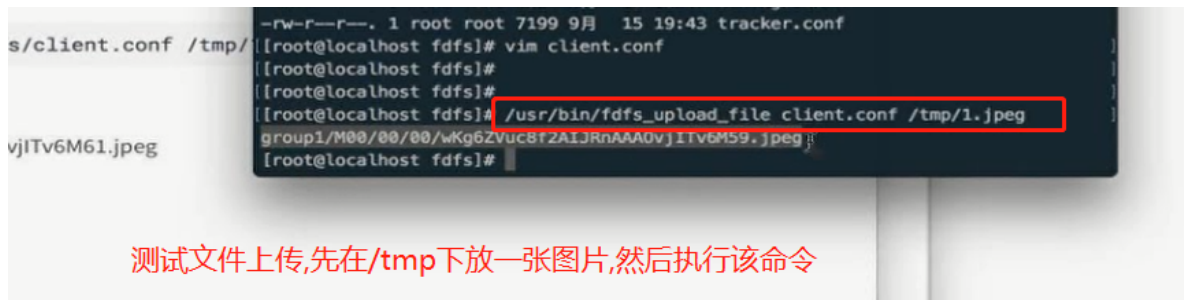 -rw-r--r--. 1 root root 7199 9月 15 19:43 tracker.conf
s/client.conf /tmp/
[[root@localhost fdfs]# vim client.conf ]
[[root@localhost fdfs]# ]
[[root@localhost fdfs]# ]
[[root@localhost fdfs]# /usr/bin/fdfs_upload_file client.conf /tmp/1.jpeg ]
group1/M00/00/00/wKg6ZVuc8f2AIJRnAAAOvjITv6M59.jpeg
vjITv6M61.jpeg
[root@localhost fdfs]#
测试文件上传,先在/tmp下放一张图片,然后执行该命令